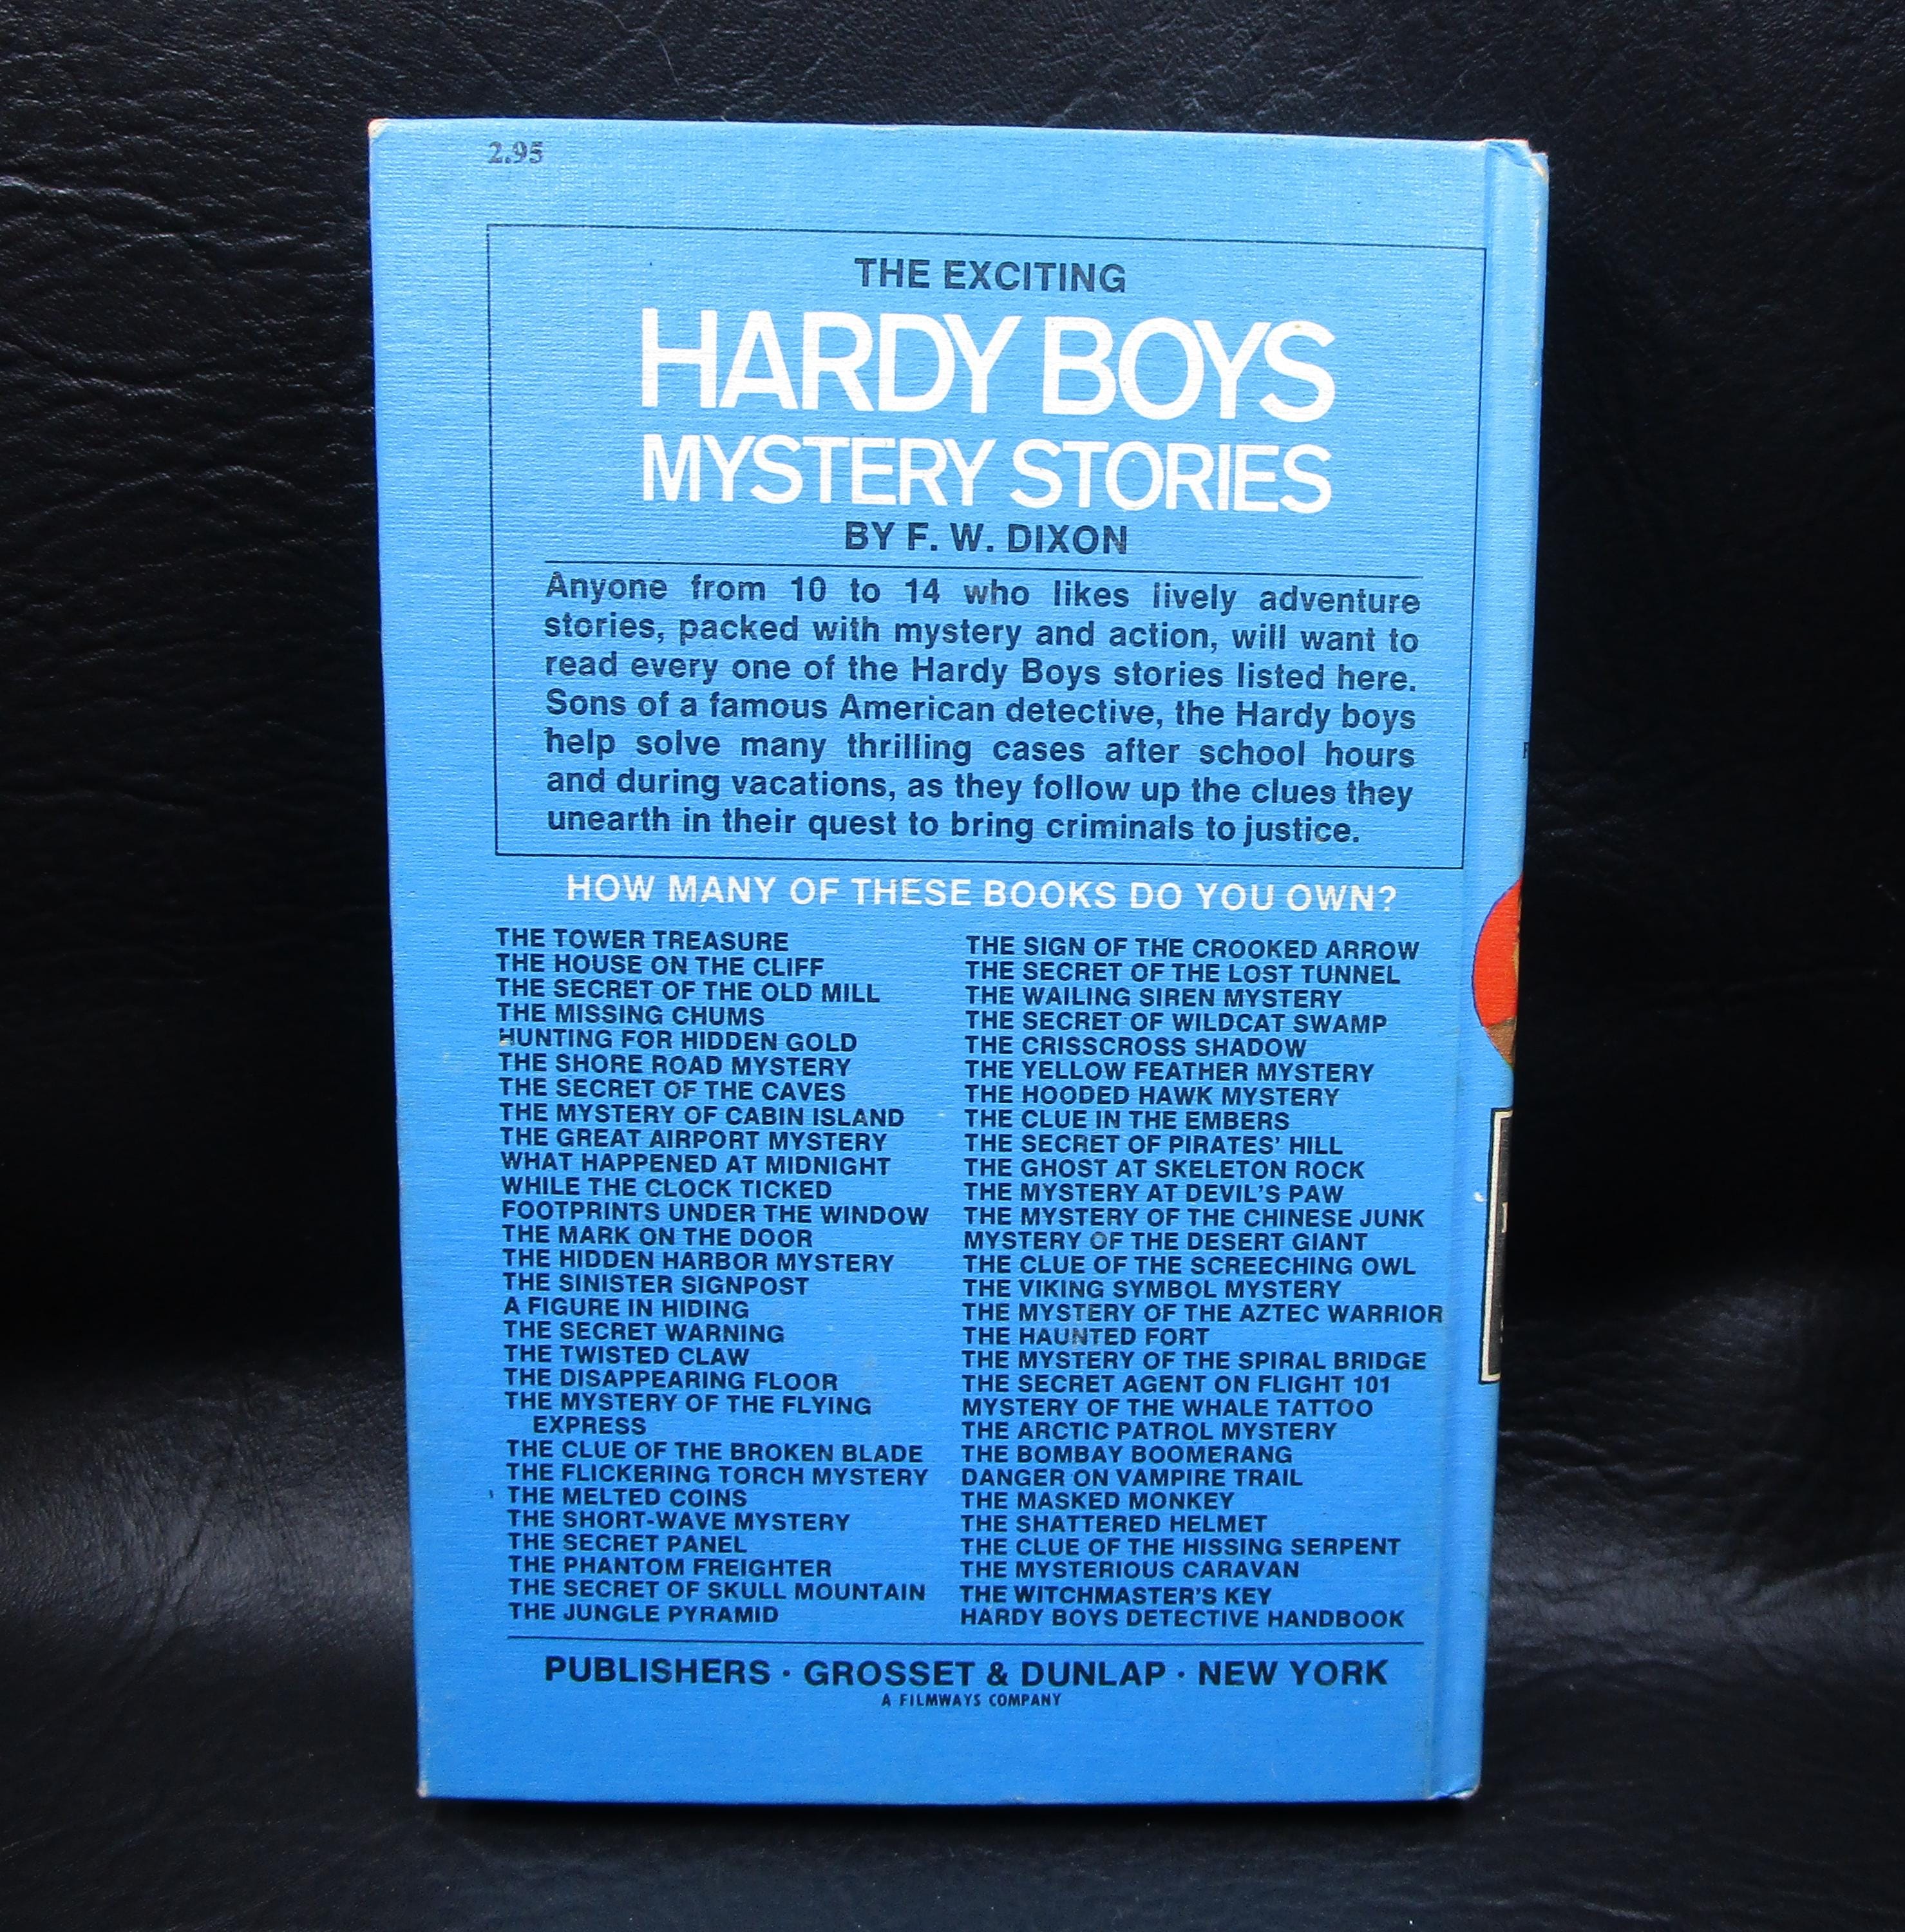 2.95
THE EXCITING
HARDY BOYS
MYSTERY STORIES
BY F. W. DIXON
Anyone from 10 to 14 who likes lively adventure
stories, packed with mystery and action, will want to
read every one of the Hardy Boys stories listed here.
Sons of a famous American detective, the Hardy boys
help solve many thrilling cases after school hours
and during vacations, as they follow up the clues they
unearth in their quest to bring criminals to justice.
HOW MANY OF THESE BOOKS DO YOU OWN?
THE TOWER TREASURE
THE HOUSE ON THE CLIFF
THE SECRET OF THE OLD MILL
THE MISSING CHUMS
HUNTING FOR HIDDEN GOLD
THE SHORE ROAD MYSTERY
THE SECRET OF THE CAVES
THE MYSTERY OF CABIN ISLAND
THE GREAT AIRPORT MYSTERY
WHAT HAPPENED AT MIDNIGHT
WHILE THE CLOCK TICKED
FOOTPRINTS UNDER THE WINDOW
THE MARK ON THE DOOR
THE HIDDEN HARBOR MYSTERY
THE SINISTER SIGNPOST
A FIGURE IN HIDING
THE SECRET WARNING
THE TWISTED CLAW
THE DISAPPEARING FLOOR
THE MYSTERY OF THE FLYING
EXPRESS
THE CLUE OF THE BROKEN BLADE
THE FLICKERING TORCH MYSTERY
THE MELTED COINS
THE SHORT-WAVE MYSTERY
THE SECRET PANEL
THE PHANTOM FREIGHTER
THE SECRET OF SKULL MOUNTAIN
THE JUNGLE PYRAMID
THE SIGN OF THE CROOKED ARROW
THE SECRET OF THE LOST TUNNEL
THE WAILING SIREN MYSTERY
THE SECRET OF WILDCAT SWAMP
THE CRISSCROSS SHADOW
THE YELLOW FEATHER MYSTERY
THE HOODED HAWK MYSTERY
THE CLUE IN THE EMBERS
THE SECRET OF PIRATES' HILL
THE GHOST AT SKELETON ROCK
THE MYSTERY AT DEVIL'S PAW
THE MYSTERY OF THE CHINESE JUNK
MYSTERY OF THE DESERT GIANT
THE CLUE OF THE SCREECHING OWL
THE VIKING SYMBOL MYSTERY
THE MYSTERY OF THE AZTEC WARRIOR
THE HAUNTED FORT
THE MYSTERY OF THE SPIRAL BRIDGE
THE SECRET AGENT ON FLIGHT 101
MYSTERY OF THE WHALE TATTOO
THE ARCTIC PATROL MYSTERY
THE BOMBAY BOOMERANG
DANGER ON VAMPIRE TRAIL
THE MASKED MONKEY
THE SHATTERED HELMET
THE CLUE OF THE HISSING SERPENT
THE MYSTERIOUS CARAVAN
THE WITCHMASTER'S KEY
HARDY BOYS DETECTIVE HANDBOOK
PUBLISHERS · GROSSET & DUNLAP · NEW YORK
A FILMWAYS COMPANY